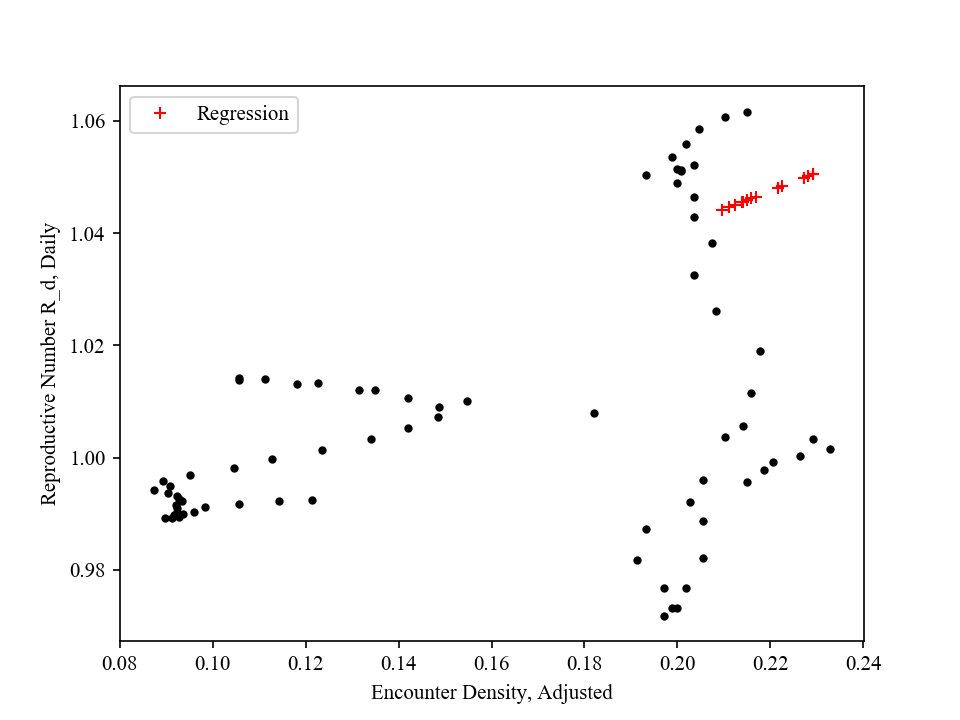 Regression
1.06
1.04
1.02
1.00
0.98
Reproductive Number R_d, Daily
0.08 0.10 0.12 0.14 0.16 0.18 0.20 0.22 0.24
Encounter Density, Adjusted